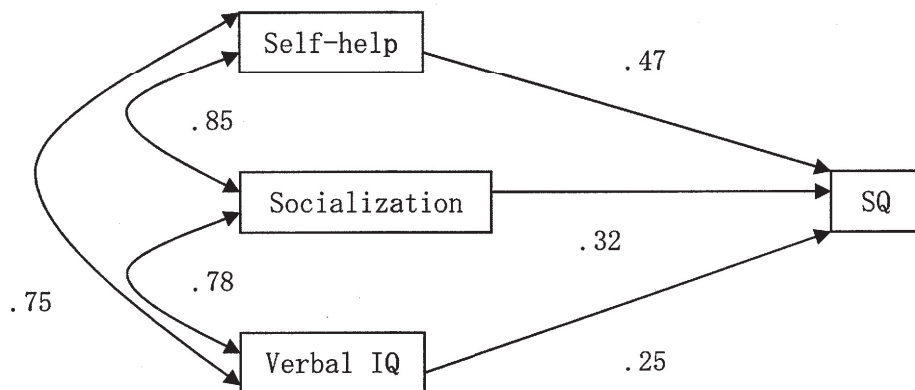 Self-help
.47
.85
Socialization
SQ
.32
.78
.75
Verbal IQ
.25